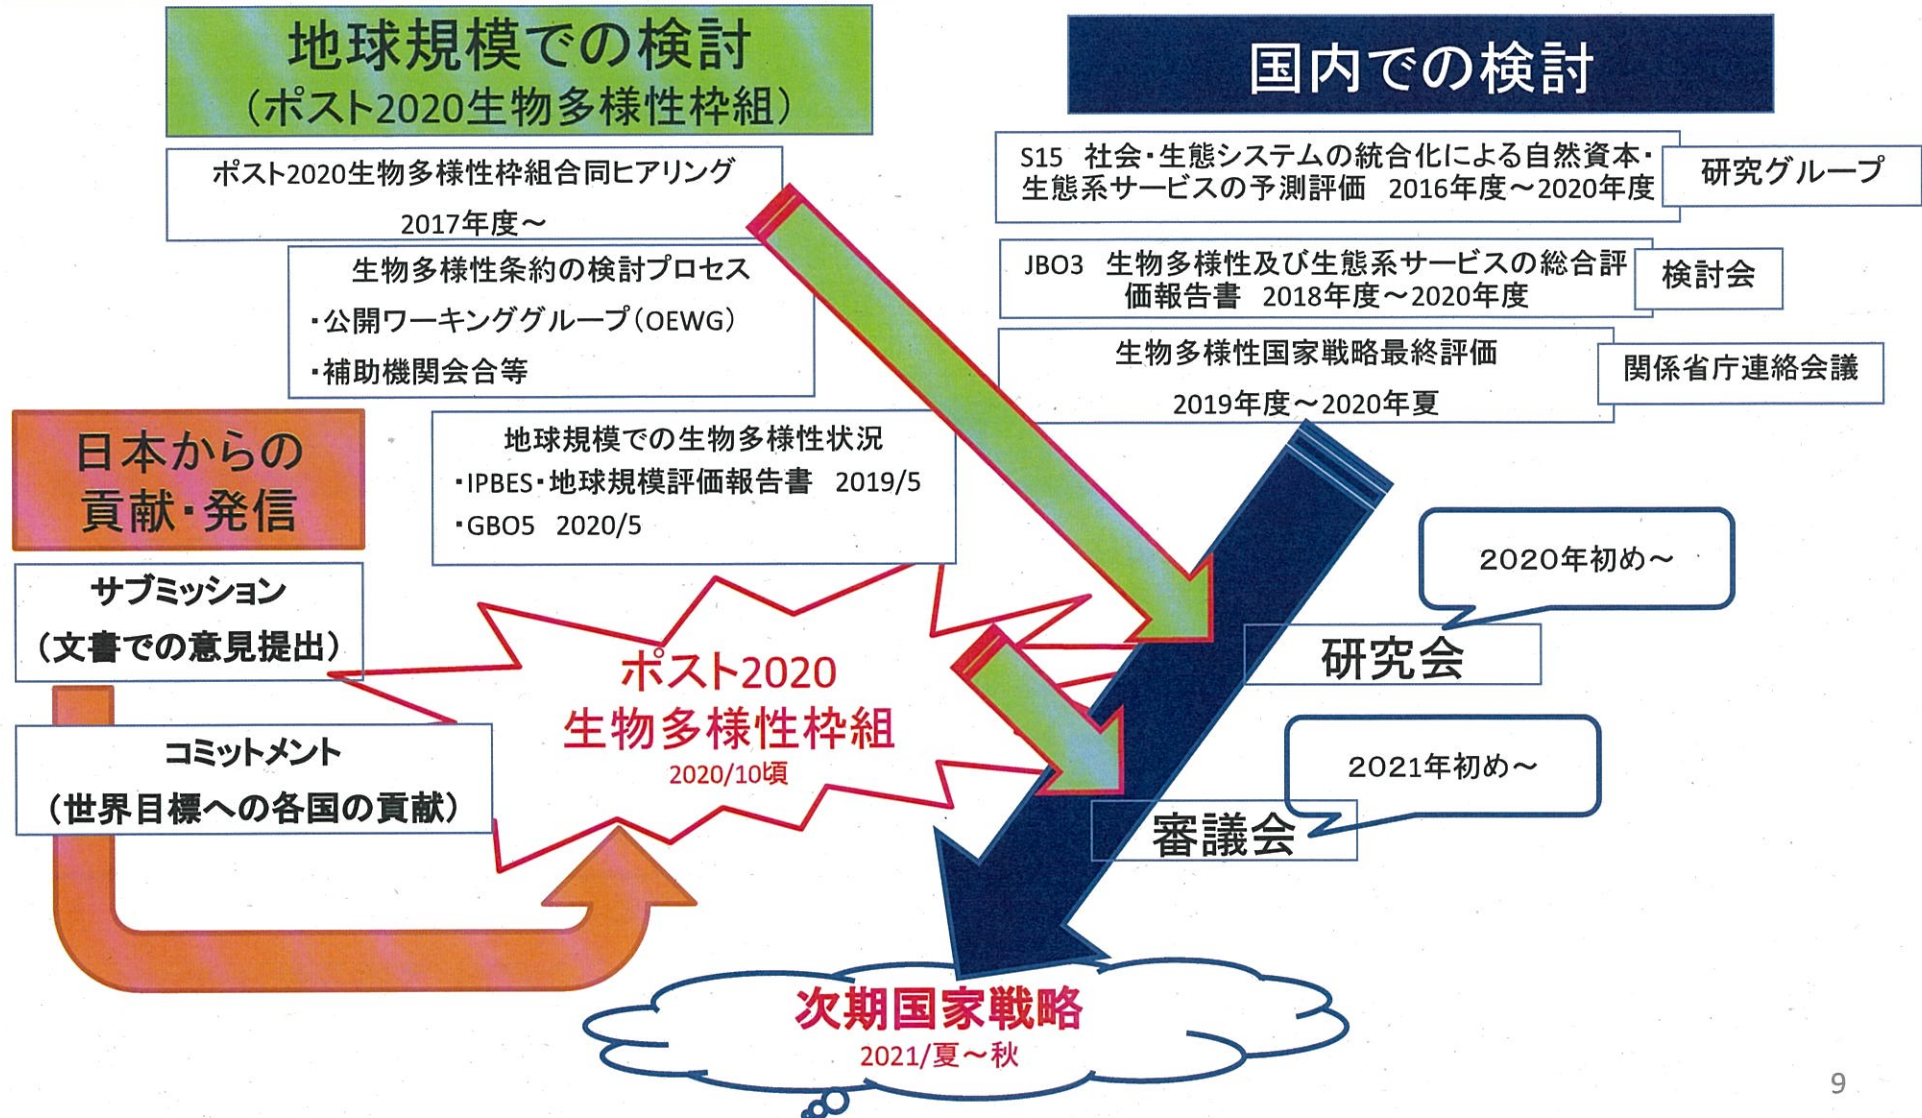 地球規模での検討
(ポスト2020生物多様性枠組)
ポスト2020生物多様性枠組合同ヒアリング
2017年度～
生物多様性条約の検討プロセス
・公開ワーキンググループ(OEWG)
・補助機関会合等
地球規模での生物多様性状況
・IPBES・地球規模評価報告書 2019/5
・GBO5 2020/5
国内での検討
S15 社会・生態システムの統合化による自然資本・
生態系サービスの予測評価 2016年度～2020年度
研究グループ
JBO3 生物多様性及び生態系サービスの総合評
価報告書 2018年度～2020年度
検討会
生物多様性国家戦略最終評価
2019年度～2020年夏
関係省庁連絡会議
日本からの
貢献・発信
サブミッション
(文書での意見提出)
コミットメント
(世界目標への各国の貢献)
ポスト2020
生物多様性枠組
2020/10頃
2020年初め～
研究会
2021年初め～
審議会
次期国家戦略
2021/夏～秋
9